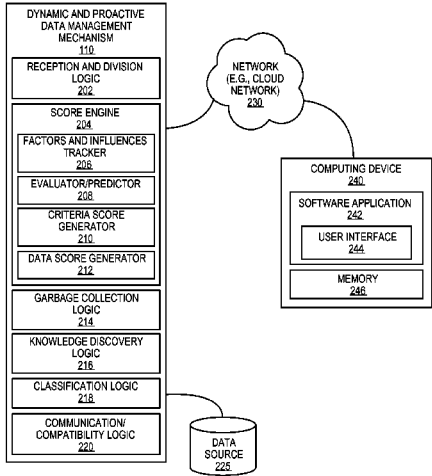 DYNAMIC AND PROACTIVE
DATA MANAGEMENT
MECHANISM
110
RECEPTION AND DIVISION
LOGIC
202
SCORE ENGINE
204
FACTORS AND INFLUENCES
TRACKER
206
EVALUATOR/PREDICTOR
208
CRITERIA SCORE
GENERATOR
210
DATA SCORE GENERATOR
212
GARBAGE COLLECTION
LOGIC
214
KNOWLEDGE DISCOVERY
LOGIC
216
CLASSIFICATION LOGIC
218
COMMUNICATION/
COMPATIBILITY LOGIC
220
NETWORK
(E.G., CLOUD
NETWORK)
230
COMPUTING DEVICE
240
SOFTWARE APPLICATION
242
USER INTERFACE
244
MEMORY
246
DATA
SOURCE
225